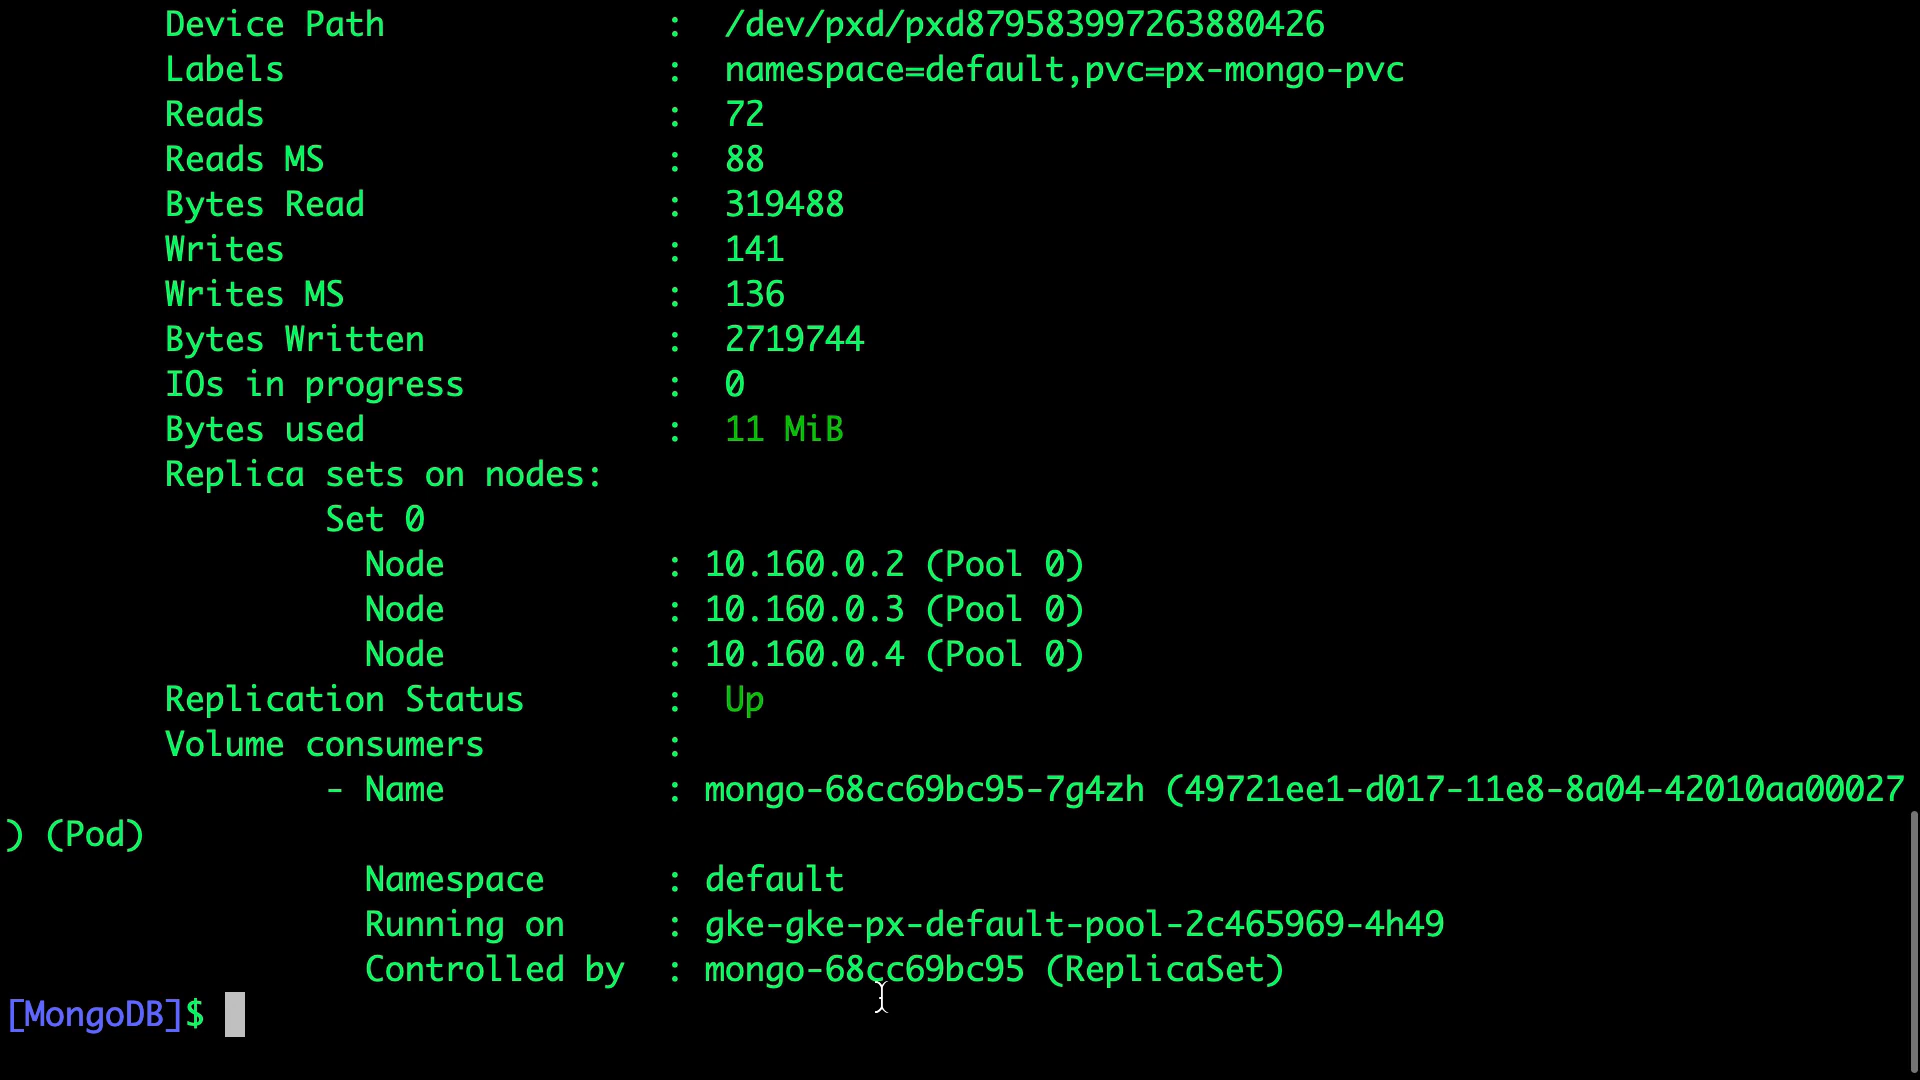 Device Path : /dev/pxd/pxd879583997263880426
Labels : namespace=default,pvc=px-mongo-pvc
Reads : 72
Reads MS : 88
Bytes Read : 319488
Writes : 141
Writes MS : 136
Bytes Written : 2719744
IOs in progress : 0
Bytes used : 11 MiB
Replica sets on nodes:
Set 0
Node : 10.160.0.2 (Pool 0)
Node : 10.160.0.3 (Pool 0)
Node : 10.160.0.4 (Pool 0)
Replication Status : Up
Volume consumers :
- Name : mongo-68cc69bc95-7g4zh (49721ee1-d017-11e8-8a04-42010aa00027
) (Pod)
Namespace : default
Running on : gke-gke-px-default-pool-2c465969-4h49
Controlled by : mongo-68cc69bc95 (ReplicaSet)
[MongoDB]$